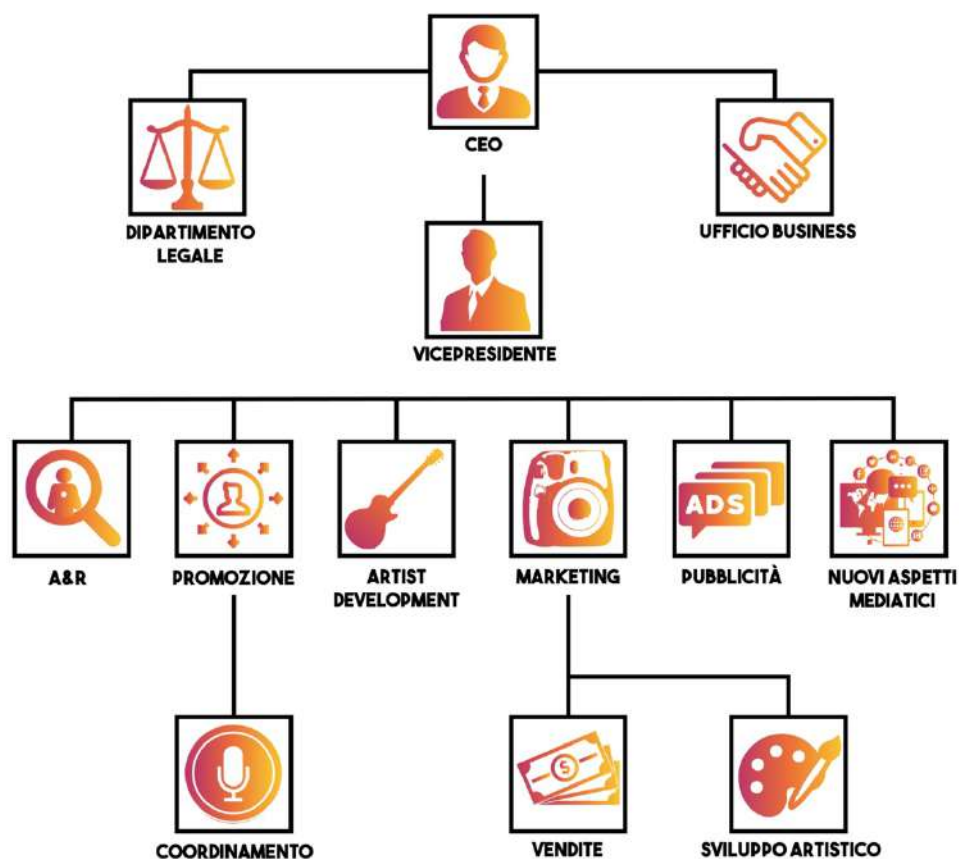 CEO
DIPARTIMENTO
LEGALE
UFFICIO BUSINESS
VICEPRESIDENTE
ADS
A&R
PROMOZIONE
ARTIST
DEVELOPMENT
MARKETING
PUBBLICITÀ
NUOVI ASPETTI
MEDIATICI
COORDINAMENTO
VENDITE
SVILUPPO ARTISTICO